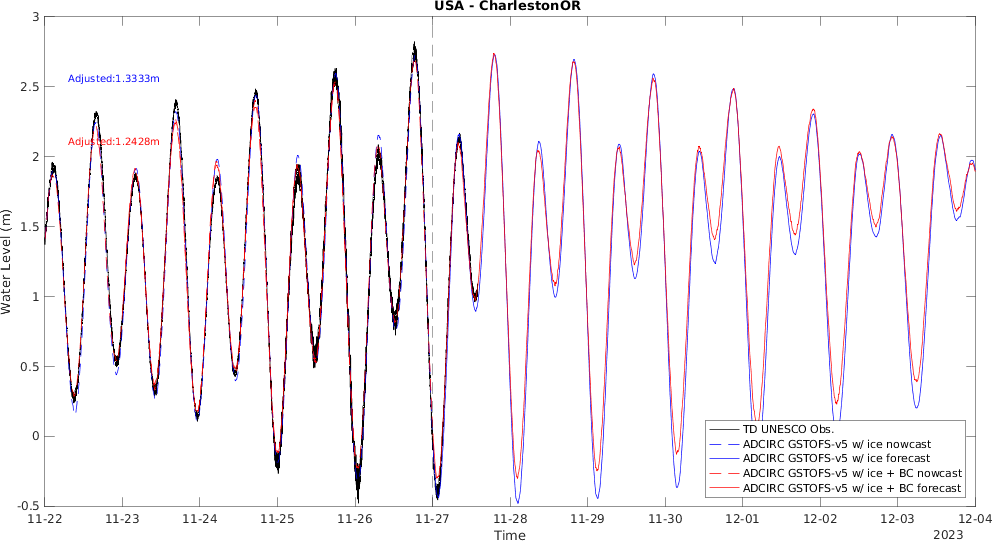 USA - CharlestonOR
3
2.5
2
1.5
1
0.5
0
-0.5
Water Level (m)
Adjusted:1.3333m
Adjusted:1.2428m
TD UNESCO Obs.
ADCIRC GSTOFS-v5 w/ ice nowcast
ADCIRC GSTOFS-v5 w/ ice forecast
ADCIRC GSTOFS-v5 w/ ice + BC nowcast
ADCIRC GSTOFS-v5 w/ ice + BC forecast
11-22 11-23 11-24 11-25 11-26 11-27 11-28 11-29 11-30 12-01 12-02 12-03 12-04
Time
2023